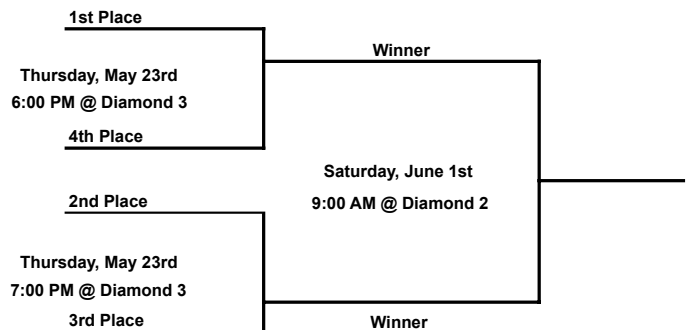 1st Place
Winner
Thursday, May 23rd
6:00 PM @ Diamond 3
4th Place
Saturday, June 1st
9:00 AM @ Diamond 2
2nd Place
Thursday, May 23rd
7:00 PM @ Diamond 3
3rd Place
Winner